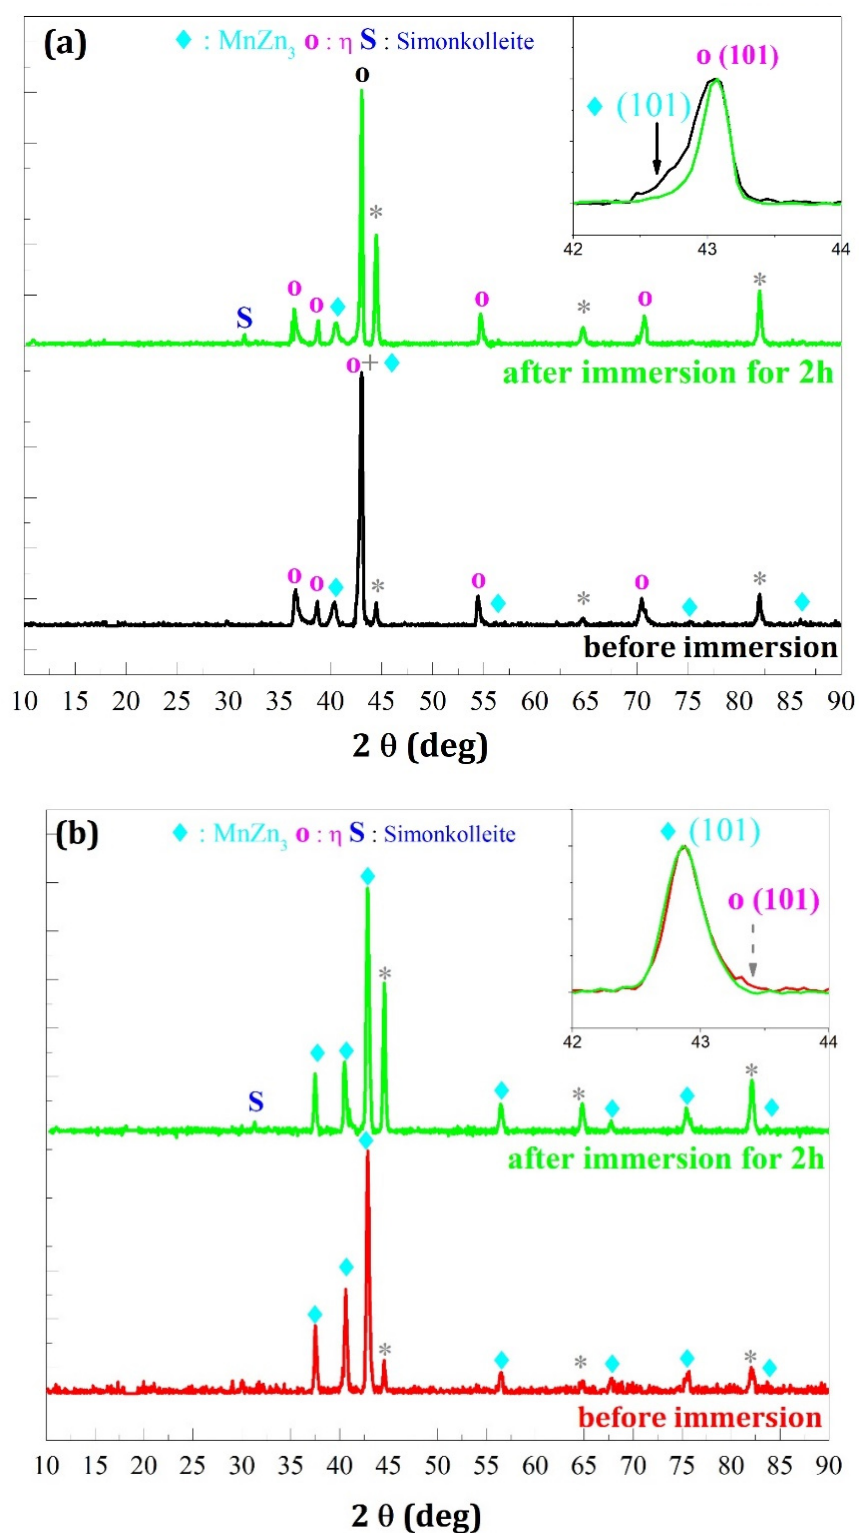 (a)
♦ : MnZn₃ o : η S : Simonkolleite
o
o (101)
♦ (101)
42 43 44
*
S o o ♦ o * o *
after immersion for 2h
o + ♦
o o ♦ * o ♦ * o ♦ * ♦
before immersion
10 15 20 25 30 35 40 45 50 55 60 65 70 75 80 85 90
2 θ (deg)
(b)
♦ : MnZn₃ o : η S : Simonkolleite
♦
♦ (101)
o (101)
42 43 44
*
S ♦ ♦ ♦ * ♦ ♦ * ♦
after immersion for 2h
♦
♦ ♦ * ♦ * ♦ ♦ * ♦
before immersion
10 15 20 25 30 35 40 45 50 55 60 65 70 75 80 85 90
2 θ (deg)